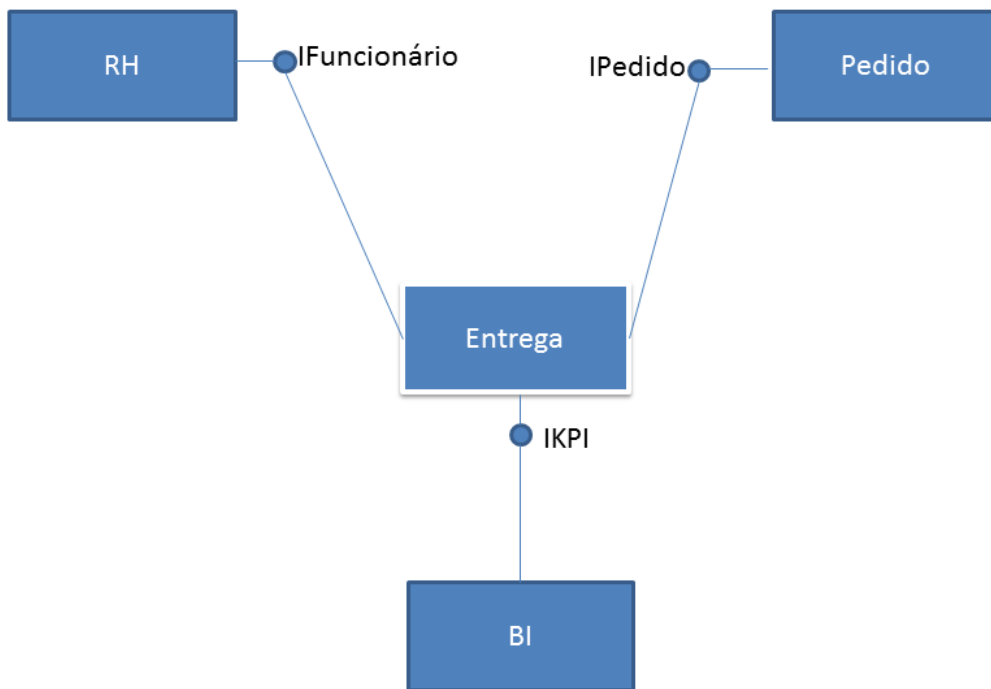 RH
IFuncionário
IPedido
Pedido
Entrega
IKPI
BI